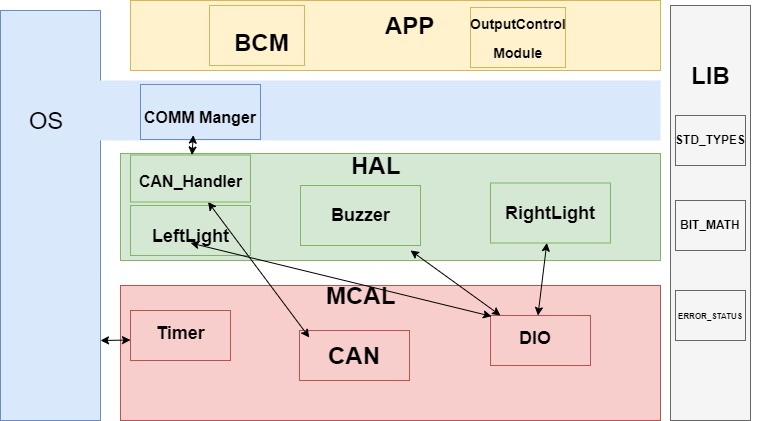 APP
BCM
OutputControl
Module
OS
LIB
COMM Manger
STD_TYPES
HAL
CAN_Handler
Buzzer
RightLight
LeftLight
BIT_MATH
MCAL
Timer
CAN
DIO
ERROR_STATUS